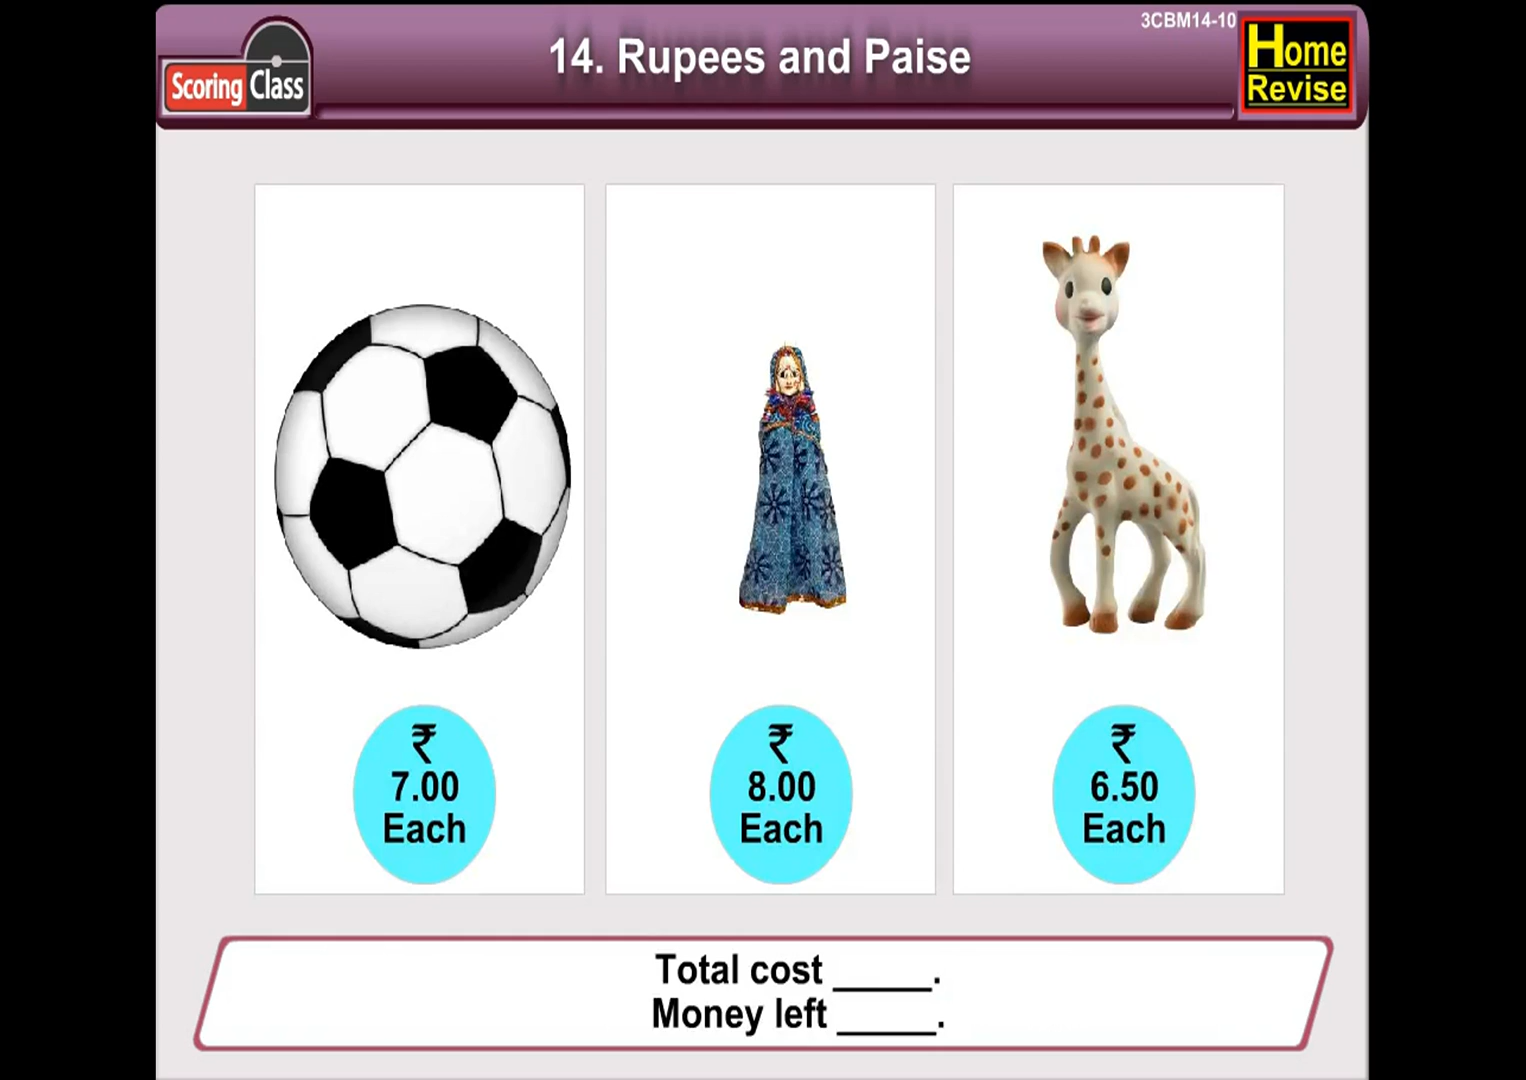 3CBM14-10
Scoring Class
14. Rupees and Paise
Home
Revise
₹
7.00
Each
₹
8.00
Each
₹
6.50
Each
Total cost _____.
Money left _____.